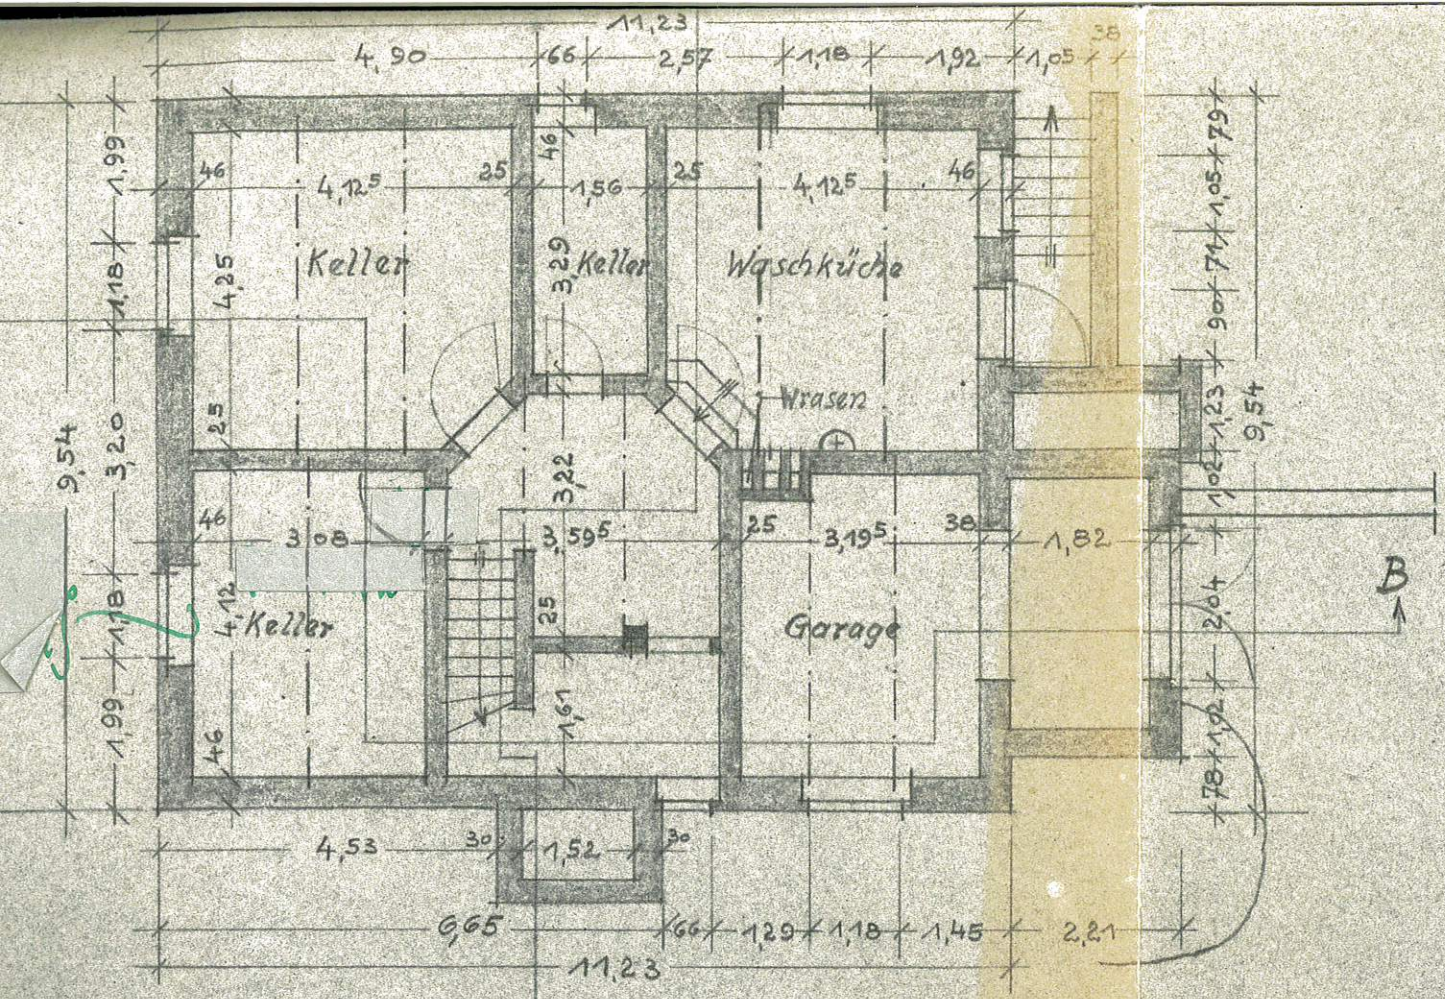 11,23
38
4,90 66 2,57 1,18 1,92 1,05
46 4,12⁵ 25 46 1,56 25 4,12⁵ 46
Keller 3,29 Keller Waschküche
4,25
25
Wrasen
9,54
1,99 1,18 3,20 1,18 1,99
79 1,05 71 90 1,23 1,02 2,04 1,92 78
9,54
3,22
46 3,08 3,59⁵ 25 3,19⁵ 38 1,82
B
4,12 25
Keller Garage
1,61
46
4,53 30 1,52 30
6,65 66 1,29 1,18 1,45 2,21
11,23